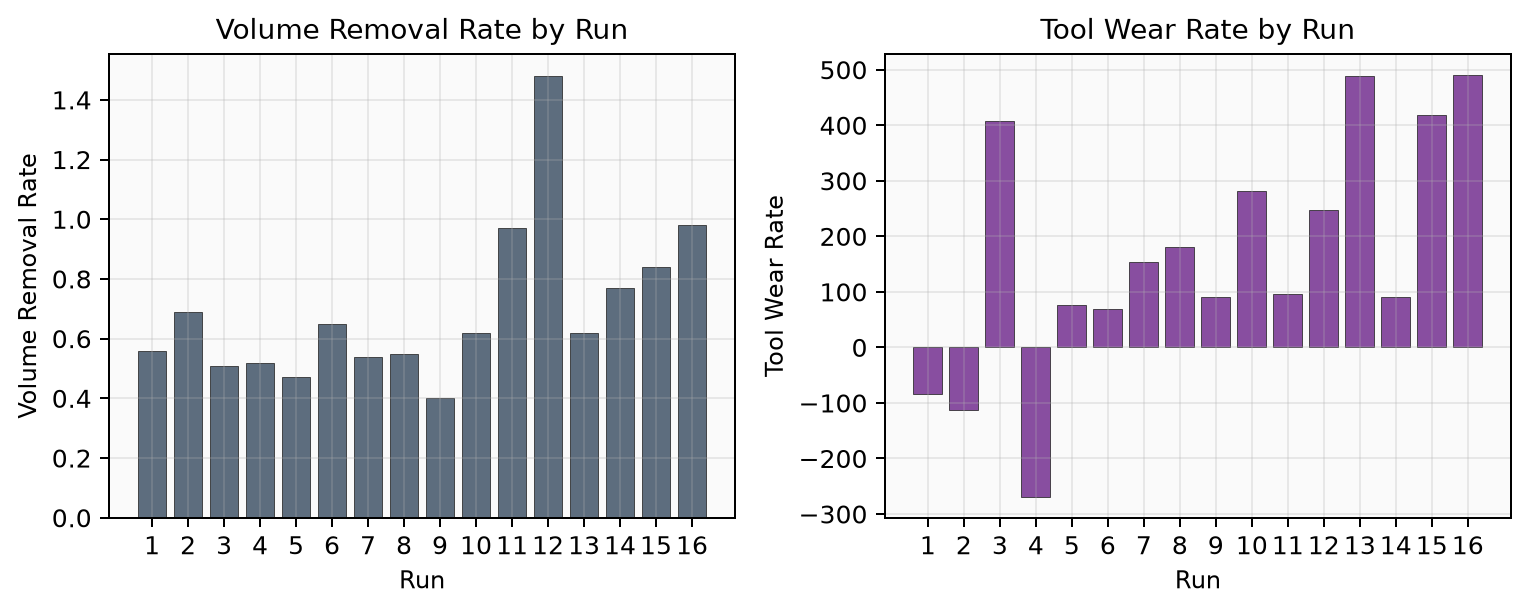 Volume Removal Rate by Run
Volume Removal Rate
1.4
1.2
1.0
0.8
0.6
0.4
0.2
0.0
1 2 3 4 5 6 7 8 9 10 11 12 13 14 15 16
Run
Tool Wear Rate by Run
Tool Wear Rate
500
400
300
200
100
0
−100
−200
−300
1 2 3 4 5 6 7 8 9 10 11 12 13 14 15 16
Run